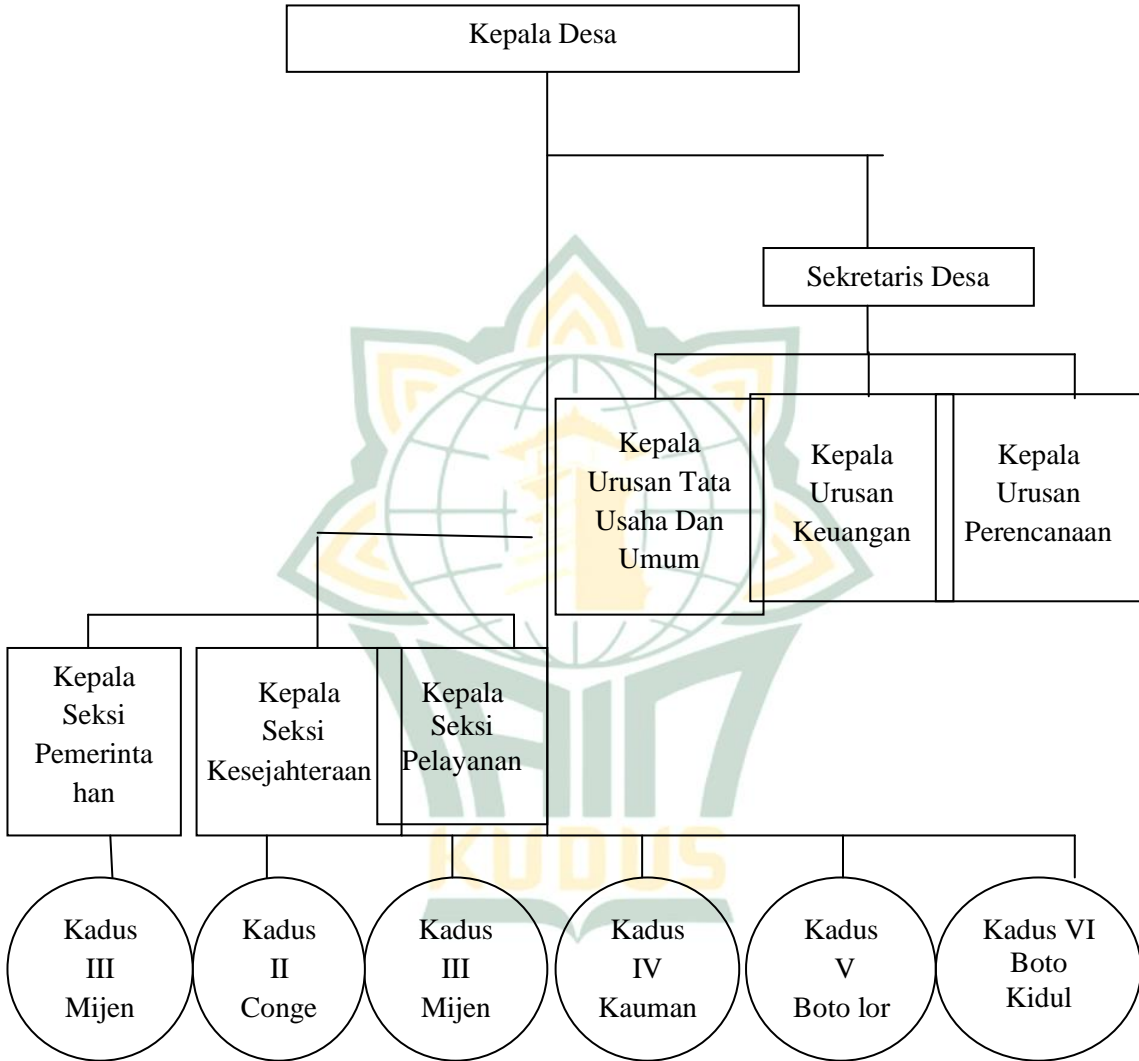 Kepala Desa
Sekretaris Desa
Kepala
Urusan Tata
Usaha Dan
Umum
Kepala
Urusan
Keuangan
Kepala
Urusan
Perencanaan
Kepala
Seksi
Pemerinta
han
Kepala
Seksi
Kesejahteraan
Kepala
Seksi
Pelayanan
IAIN
KUDUS
Kadus
III
Mijen
Kadus
II
Conge
Kadus
III
Mijen
Kadus
IV
Kauman
Kadus
V
Boto lor
Kadus VI
Boto
Kidul